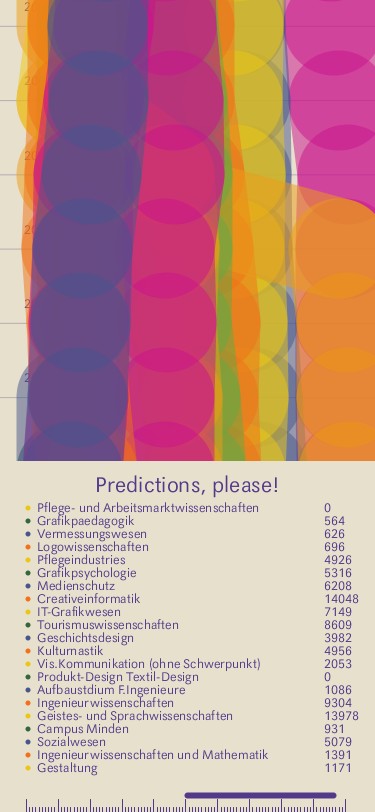 Predictions, please!
Pflege- und Arbeitsmarktwissenschaften 0
Grafikpaedagogik 564
Vermessungswesen 626
Logowissenschaften 696
Pflegeindustries 4926
Grafikpsychologie 5316
Medienschutz 6208
Creativeinformatik 14048
IT-Grafikwesen 7149
Tourismuswissenschaften 8609
Geschichtsdesign 3982
Kulturnastik 4956
Vis.Kommunikation (ohne Schwerpunkt) 2053
Produkt-Design Textil-Design 0
Aufbaustdium F.Ingenieure 1086
Ingenieurwissenschaften 9304
Geistes- und Sprachwissenschaften 13978
Campus Minden 931
Sozialwesen 5079
Ingenieurwissenschaften und Mathematik 1391
Gestaltung 1171